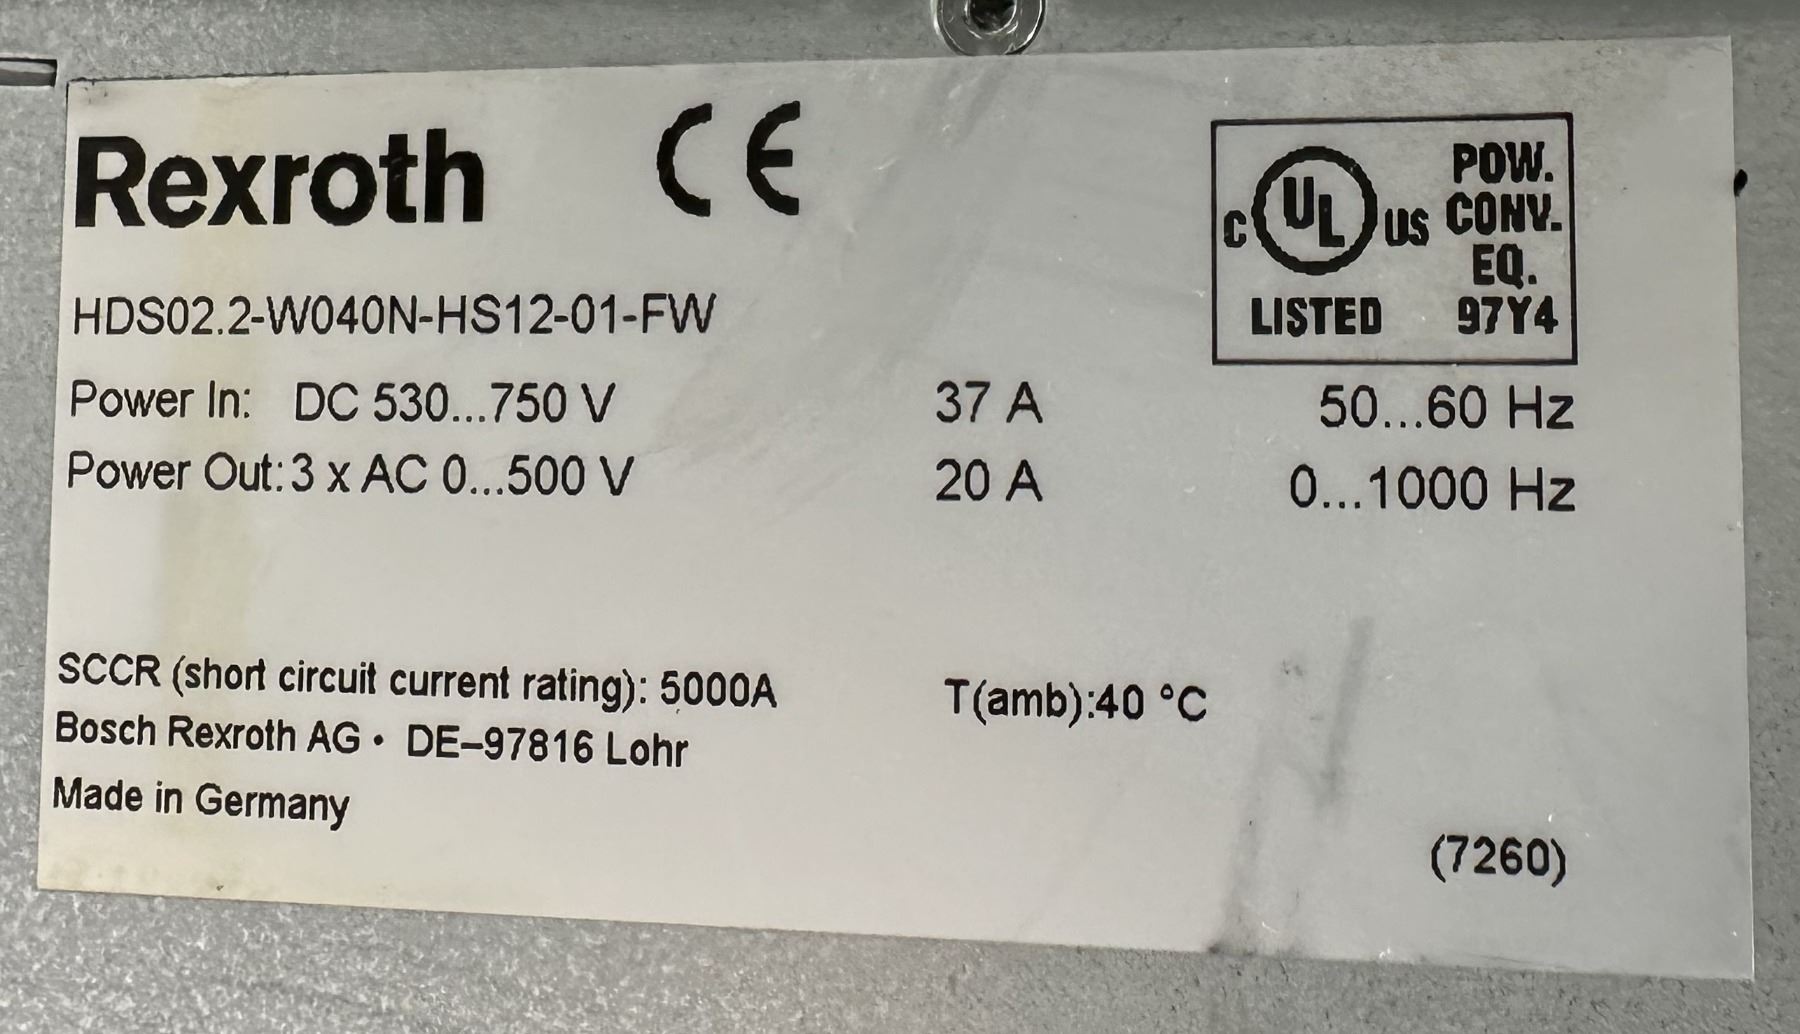 Rexroth CE
C UL US POW. CONV. EQ.
LISTED 97Y4
HDS02.2-W040N-HS12-01-FW
Power In: DC 530...750 V 37 A 50...60 Hz
Power Out: 3 x AC 0...500 V 20 A 0...1000 Hz
SCCR (short circuit current rating): 5000A T(amb):40 °C
Bosch Rexroth AG • DE–97816 Lohr
Made in Germany
(7260)